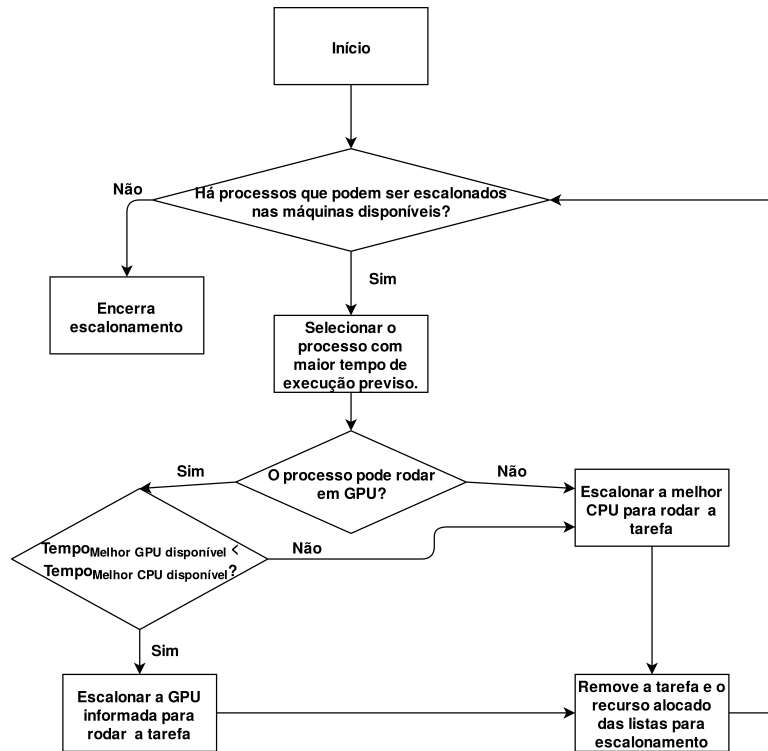 Início
Há processos que podem ser escalonados
nas máquinas disponíveis?
Não
Sim
Encerra
escalonamento
Selecionar o
processo com
maior tempo de
execução previso.
O processo pode rodar
em GPU?
Sim
Não
Escalonar a melhor
CPU para rodar a
tarefa
TempoMelhor GPU disponível <
TempoMelhor CPU disponível?
Não
Sim
Escalonar a GPU
informada para
rodar a tarefa
Remove a tarefa e o
recurso alocado
das listas para
escalonamento